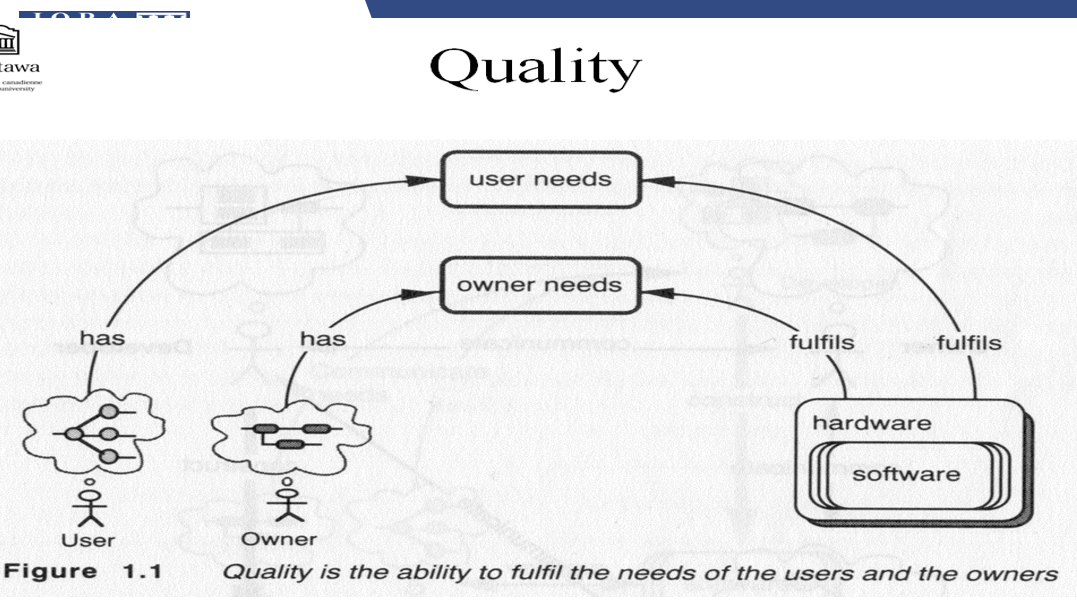 Quality
tawa
canadienne
university
user needs
owner needs
has
has
fulfils
fulfils
hardware
software
User
Owner
Figure 1.1 Quality is the ability to fulfil the needs of the users and the owners